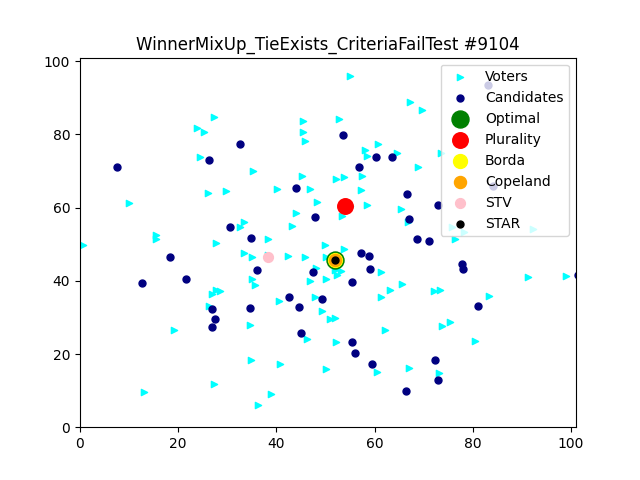 WinnerMixUp_TieExists_CriteriaFailTest #9104
100
80
60
40
20
0
0
20
40
60
80
100
Voters
Candidates
Optimal
Plurality
Borda
Copeland
STV
STAR